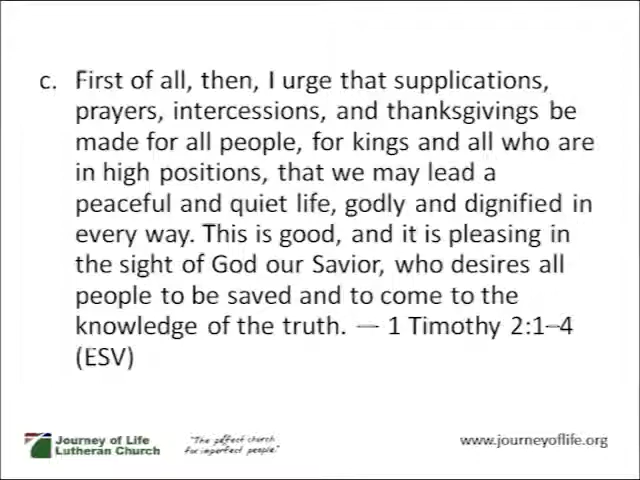 c. First of all, then, I urge that supplications,
prayers, intercessions, and thanksgivings be
made for all people, for kings and all who are
in high positions, that we may lead a
peaceful and quiet life, godly and dignified in
every way. This is good, and it is pleasing in
the sight of God our Savior, who desires all
people to be saved and to come to the
knowledge of the truth. — 1 Timothy 2:1–4
(ESV)
Journey of Life
Lutheran Church
"The perfect church
for imperfect people."
www.journeyoflife.org